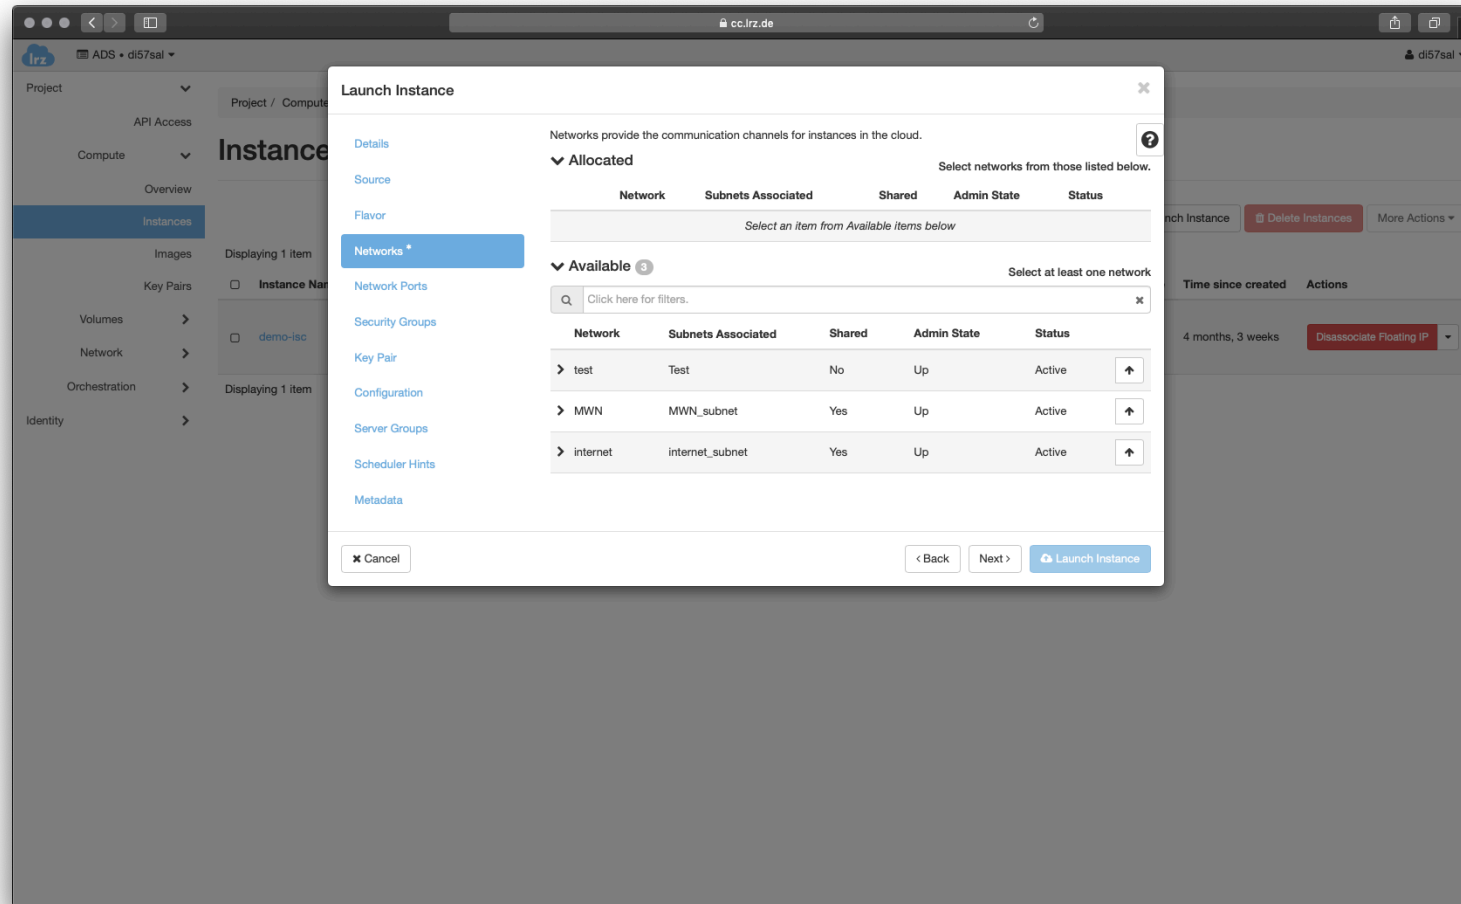 cc.lrz.de
lrz
ADS • di57sal
di57sal
Project
API Access
Compute
Overview
Instances
Images
Key Pairs
Volumes
Network
Orchestration
Identity
Project / Compute
Instance
nch Instance
Delete Instances
More Actions
Displaying 1 item
Instance Nar
Time since created
Actions
demo-isc
4 months, 3 weeks
Disassociate Floating IP
Displaying 1 item
Launch Instance
Details
Source
Flavor
Networks *
Network Ports
Security Groups
Key Pair
Configuration
Server Groups
Scheduler Hints
Metadata
Networks provide the communication channels for instances in the cloud.
Allocated
Select networks from those listed below.
Network Subnets Associated Shared Admin State Status
Select an item from Available items below
Available 3
Select at least one network
Click here for filters.
Network Subnets Associated Shared Admin State Status
test Test No Up Active
MWN MWN_subnet Yes Up Active
internet internet_subnet Yes Up Active
Cancel
< Back
Next >
Launch Instance